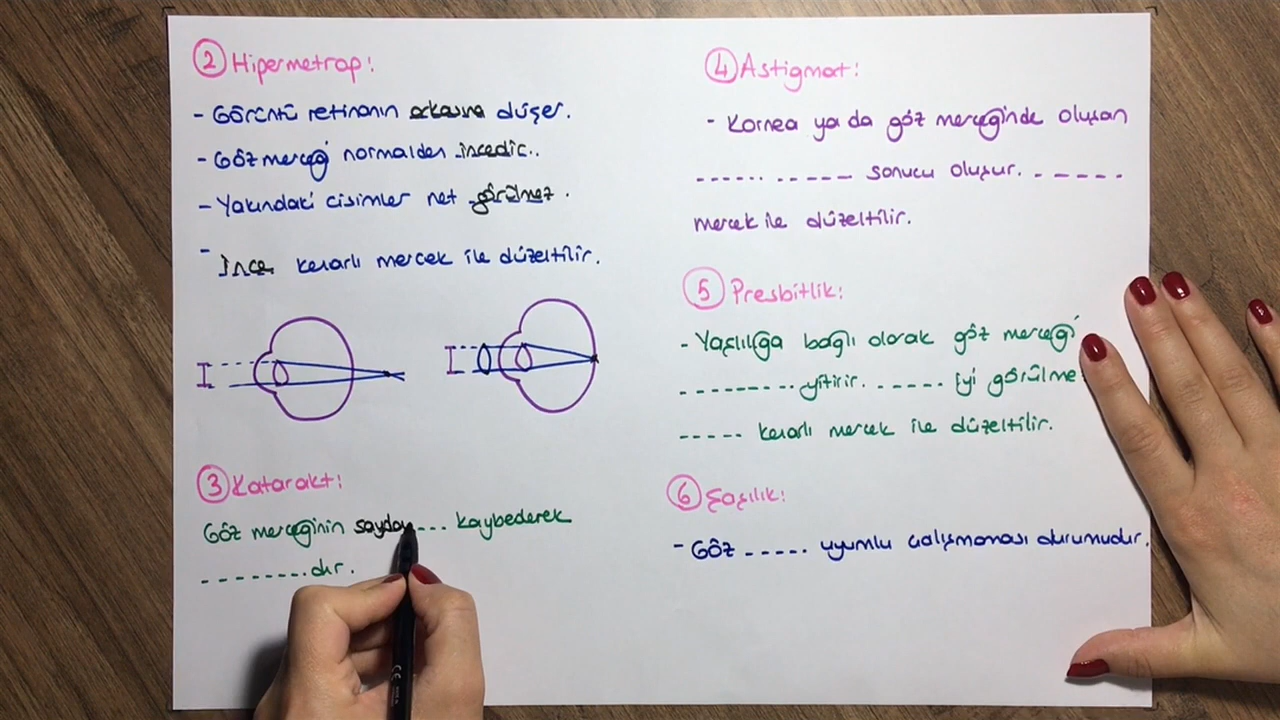 2 Hipermetrop:
- Görüntü retinanın arkasına düşer.
- Göz merceği normalden incedir..
- Yakındaki cisimler net görülmez.
- İnce kenarlı mercek ile düzeltilir.
3 Katarakt:
Göz merceğinin saydam... kaybederek
--------.dır.
4 Astigmat:
- Kornea ya da göz merceğinde oluşan
------ ----- sonucu oluşur. ------
mercek ile düzeltilir.
5 Presbitlik:
- Yaşlılığa bağlı olarak göz merceği
--------.. yitirir. ------ İyi görülme
----- kenarlı mercek ile düzeltilir.
6 Şaşılık:
- Göz ..... uyumlu çalışmaması durumudur.